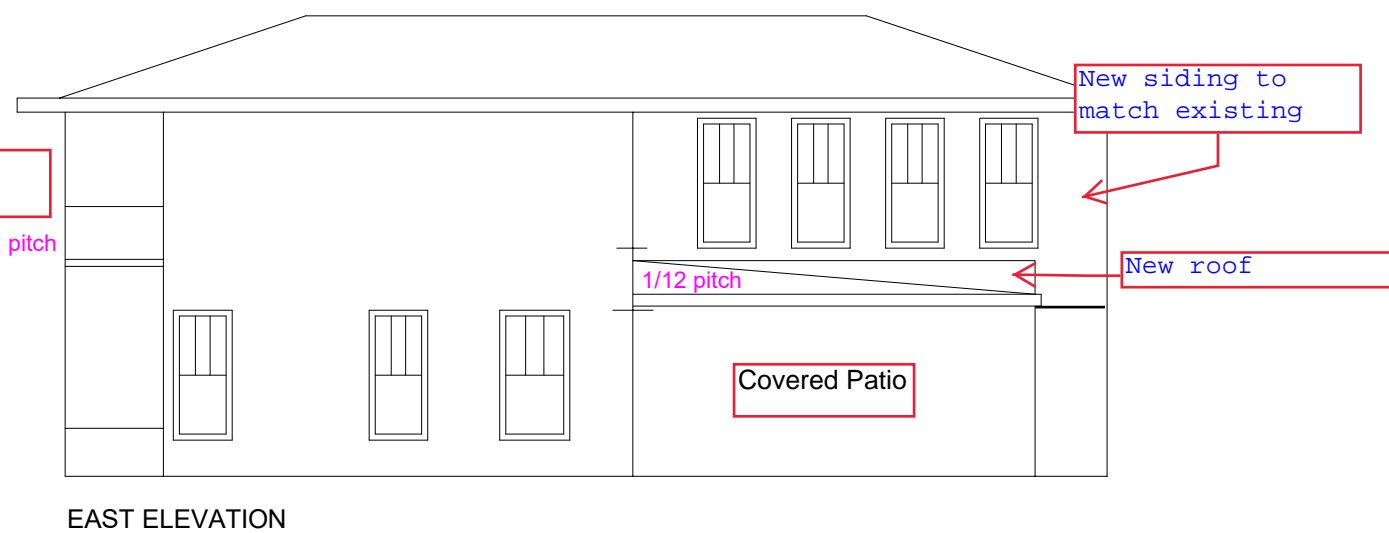 New siding to
match existing
pitch
1/12 pitch
New roof
Covered Patio
EAST ELEVATION